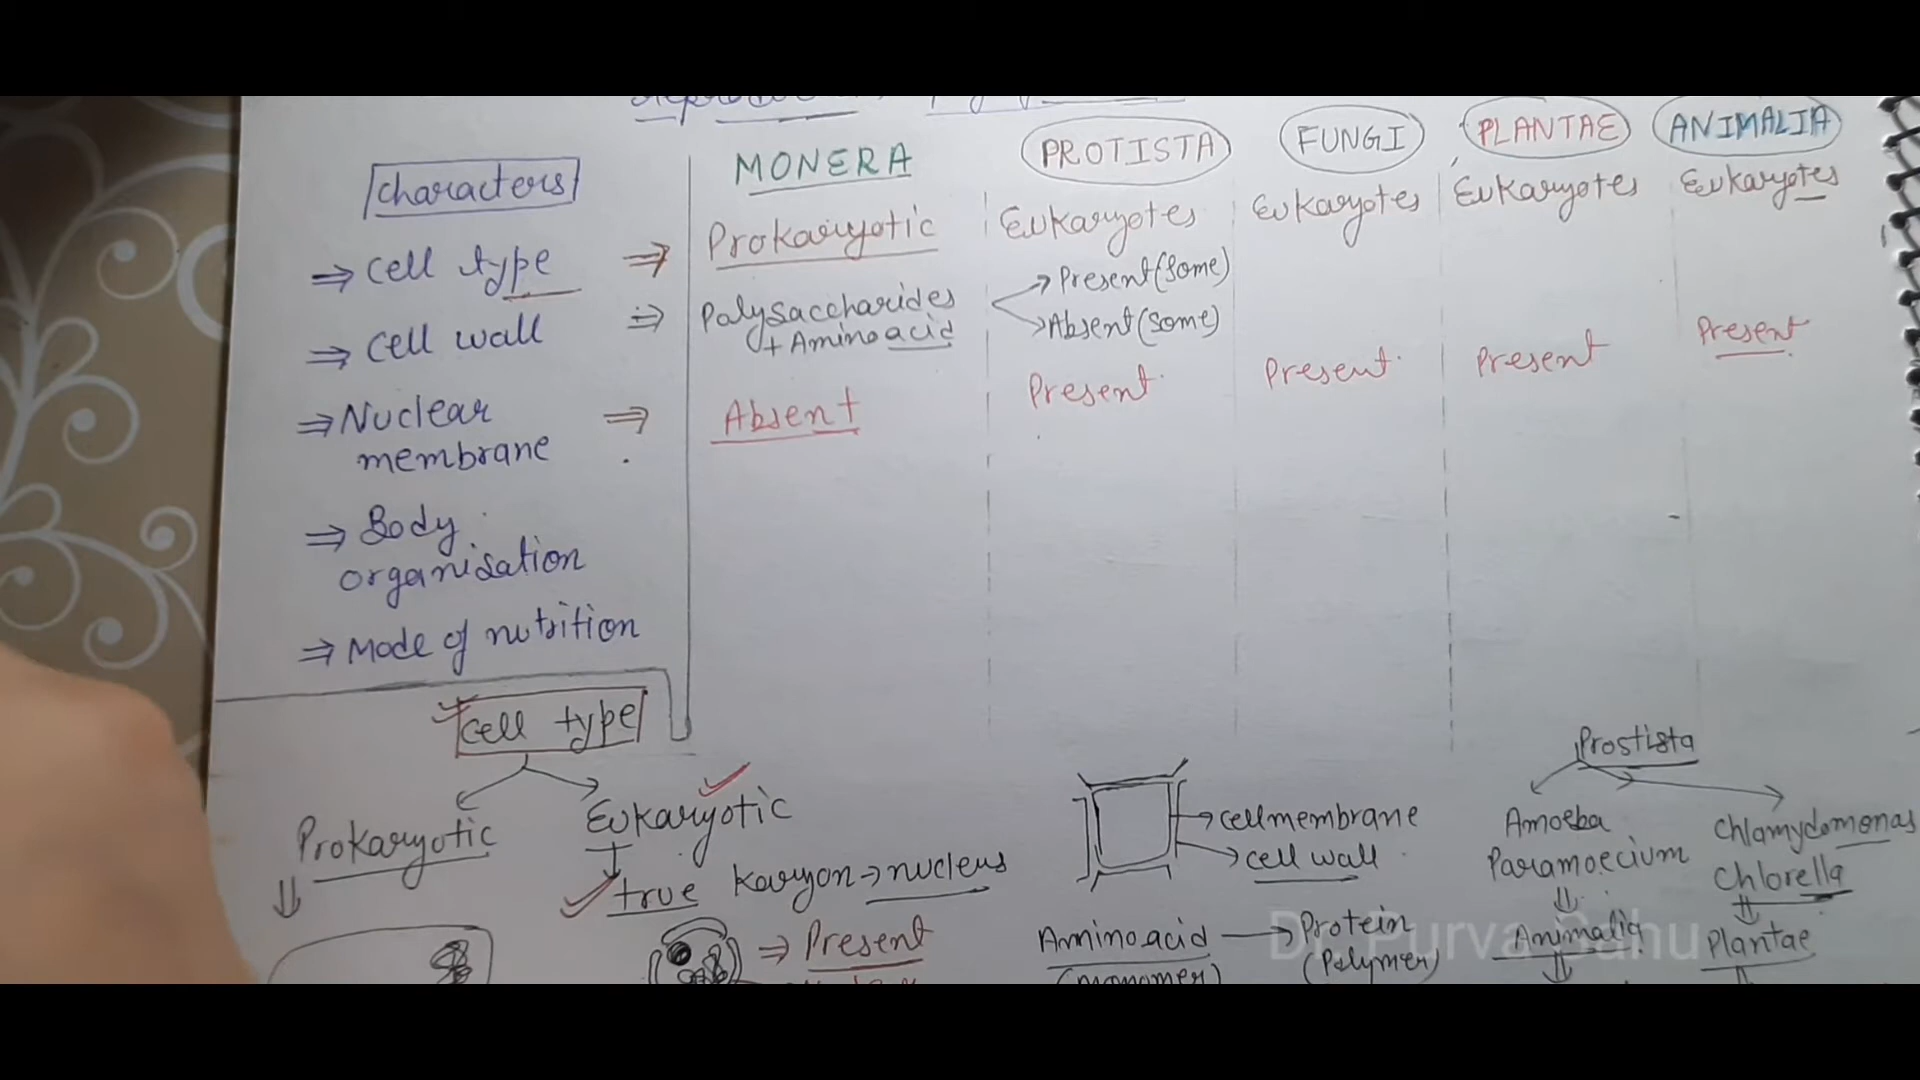 characters
MONERA
PROTISTA
FUNGI
PLANTAE
ANIMALIA
⇒ Cell type ⇒
Prokaryotic
Eukaryotes
Eukaryotes
Eukaryotes
Eukaryotes
⇒ Cell wall ⇒
Polysaccharides
+ Amino acid
→ Present (Some)
→ Absent (Some)
⇒ Nuclear
membrane ⇒
Absent
Present
Present
Present
Present
⇒ Body
organisation
⇒ Mode of nutrition
Cell type
Prokaryotic
Eukaryotic
true karyon → nucleus
⇒ Present
→ cellmembrane
→ cell wall
Amino acid → Protein
(monomer) (Polymer)
Prostista
Amoeba
Paramoecium
Animalia
Chlamydomonas
Chlorella
Plantae
Dr. Purva Sahu